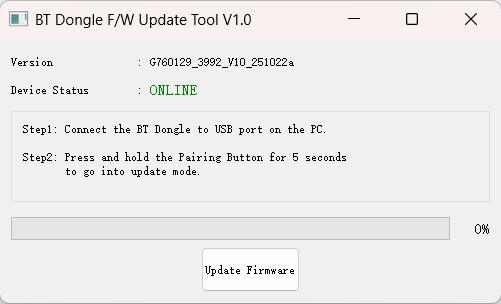 BT Dongle F/W Update Tool V1.0
Version : G760129_3992_V10_251022a
Device Status : ONLINE
Step1: Connect the BT Dongle to USB port on the PC.
Step2: Press and hold the Pairing Button for 5 seconds
to go into update mode.
0%
Update Firmware